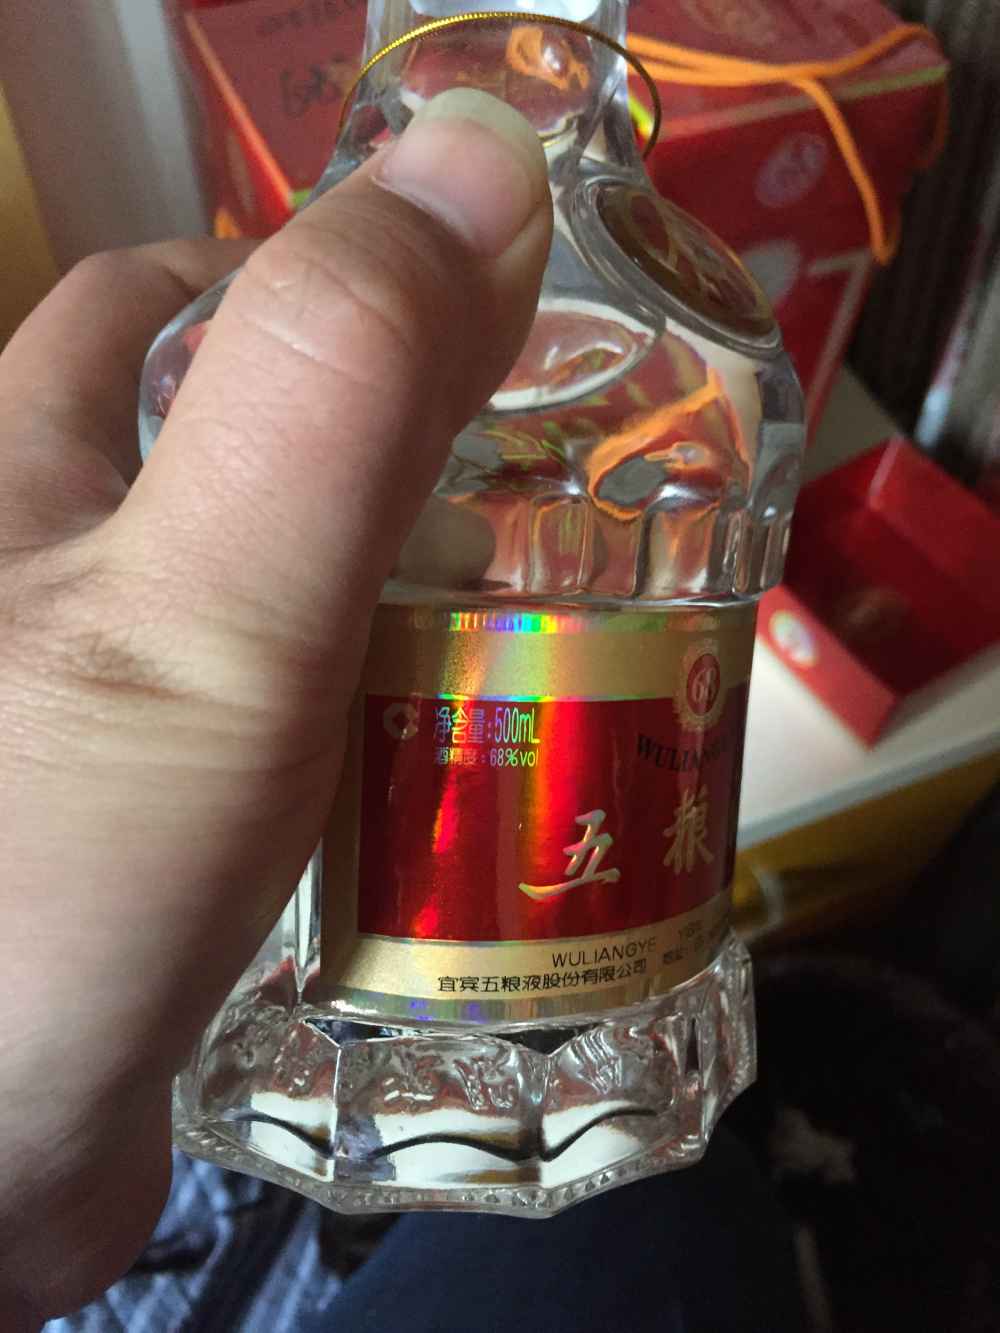 68
净含量:500mL
酒精度:68%vol
WULIANGY
五 粮
WULIANGYE
宜宾五粮液股份有限公司